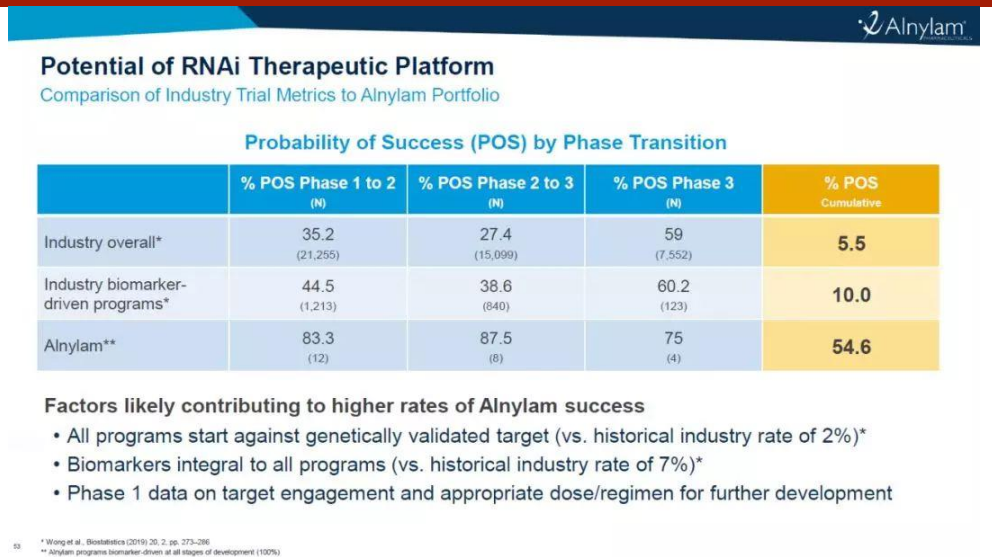 Alnylam
PHARMACEUTICALS
Potential of RNAi Therapeutic Platform
Comparison of Industry Trial Metrics to Alnylam Portfolio
Probability of Success (POS) by Phase Transition
% POS Phase 1 to 2 % POS Phase 2 to 3 % POS Phase 3 % POS
(N) (N) (N) Cumulative
Industry overall* 35.2 27.4 59 5.5
(21,255) (15,099) (7,552)
Industry biomarker- 44.5 38.6 60.2 10.0
driven programs* (1,213) (840) (123)
Alnylam** 83.3 87.5 75 54.6
(12) (8) (4)
Factors likely contributing to higher rates of Alnylam success
• All programs start against genetically validated target (vs. historical industry rate of 2%)*
• Biomarkers integral to all programs (vs. historical industry rate of 7%)*
• Phase 1 data on target engagement and appropriate dose/regimen for further development
53
* Wong et al., Biostatistics (2019) 20, 2, pp. 273–286
** Alnylam programs biomarker-driven at all stages of development (100%)